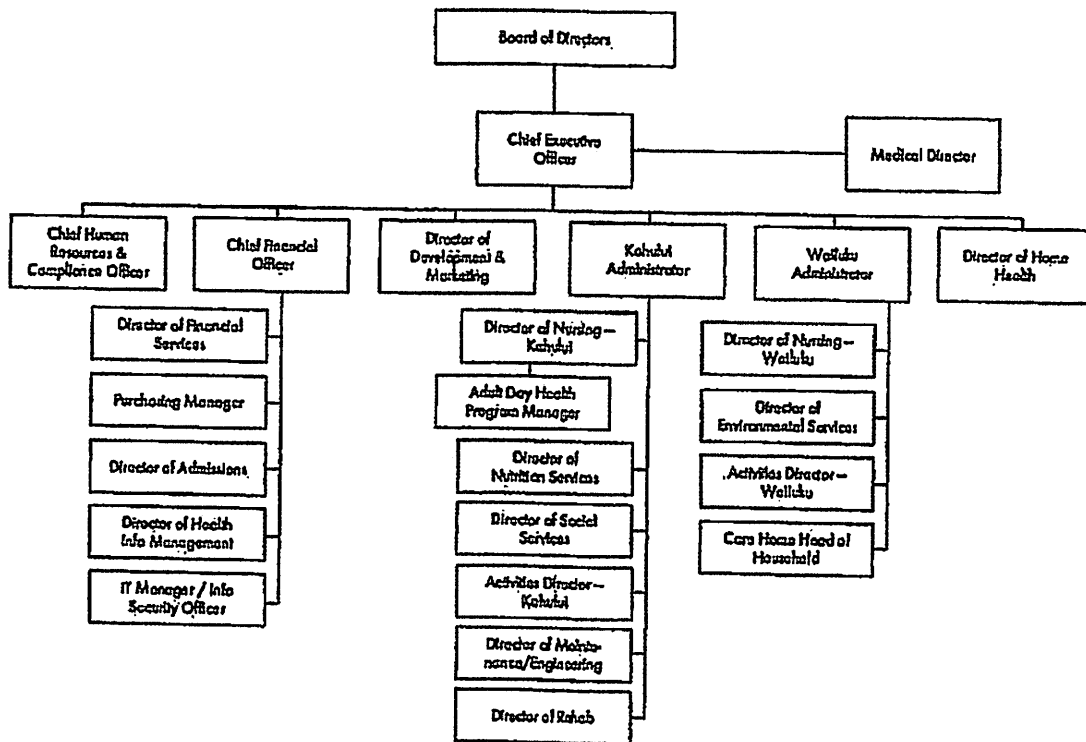 Board of Directors
Chief Executive
Officer
Medical Director
Chief Human
Resources &
Compliance Officer
Chief Financial
Officer
Director of
Development &
Marketing
Kahului
Administrator
Wailuku
Administrator
Director of Home
Health
Director of Financial
Services
Purchasing Manager
Director of Admissions
Director of Health
Info Management
IT Manager / Info
Security Officer
Director of Nursing –
Kahului
Adult Day Health
Program Manager
Director of
Nutrition Services
Director of Social
Services
Activities Director –
Kahului
Director of Mainte-
nance/Engineering
Director of Rehab
Director of Nursing –
Wailuku
Director of
Environmental Services
Activities Director –
Wailuku
Care Home Head of
Household